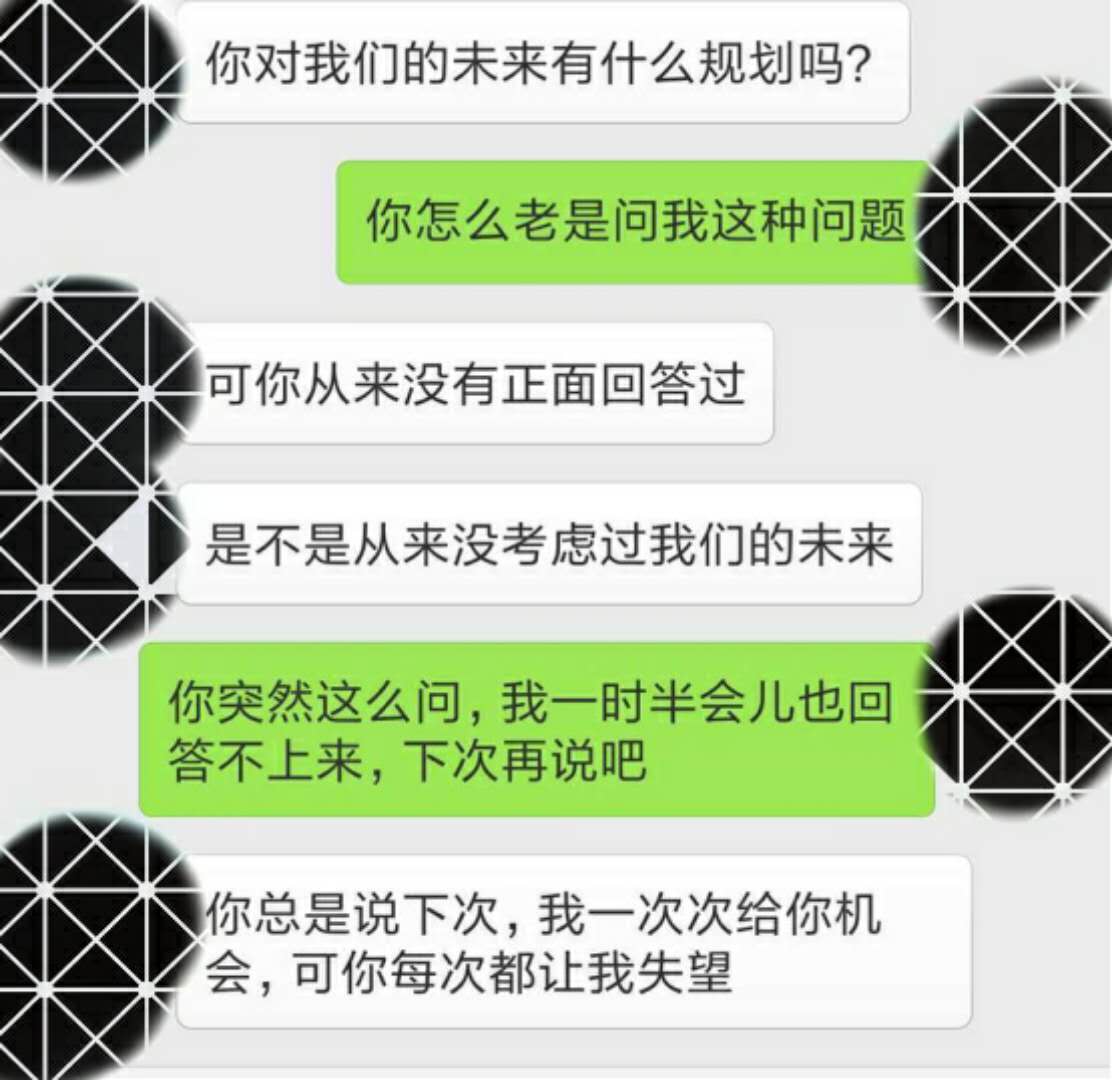 你对我们的未来有什么规划吗?
你怎么老是问我这种问题
可你从来没有正面回答过
是不是从来没考虑过我们的未来
你突然这么问,我一时半会儿也回
答不上来,下次再说吧
你总是说下次,我一次次给你机
会,可你每次都让我失望